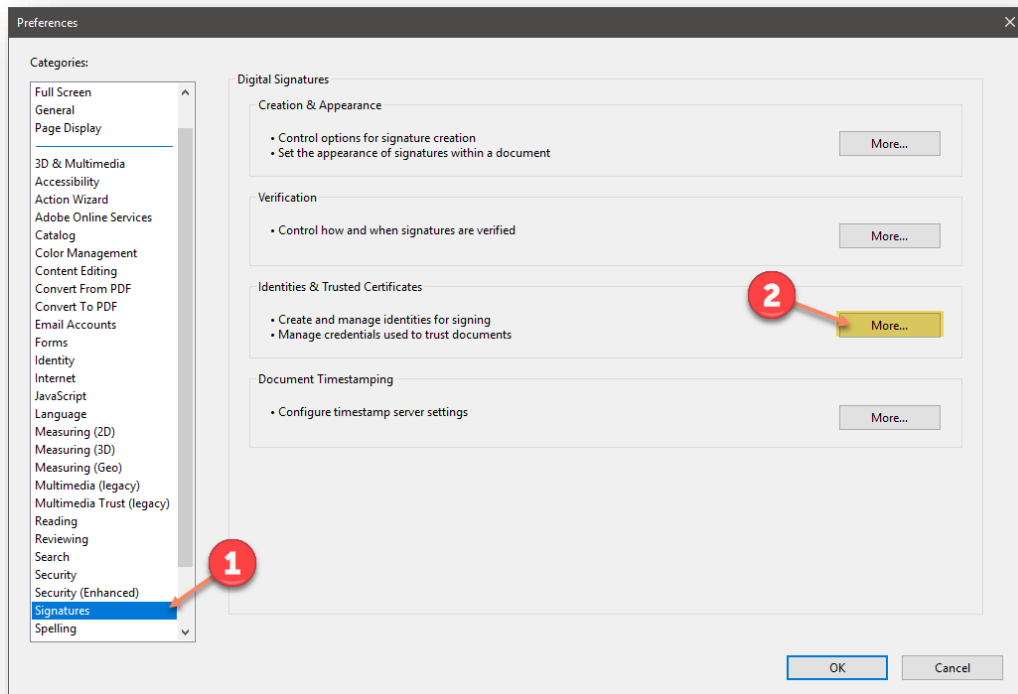 Preferences
Categories:
Full Screen
General
Page Display
3D & Multimedia
Accessibility
Action Wizard
Adobe Online Services
Catalog
Color Management
Content Editing
Convert From PDF
Convert To PDF
Email Accounts
Forms
Identity
Internet
JavaScript
Language
Measuring (2D)
Measuring (3D)
Measuring (Geo)
Multimedia (legacy)
Multimedia Trust (legacy)
Reading
Reviewing
Search
Security
Security (Enhanced)
Signatures
Spelling
1
Digital Signatures
Creation & Appearance
• Control options for signature creation
• Set the appearance of signatures within a document
More...
Verification
• Control how and when signatures are verified
More...
Identities & Trusted Certificates
• Create and manage identities for signing
• Manage credentials used to trust documents
2
More...
Document Timestamping
• Configure timestamp server settings
More...
OK
Cancel